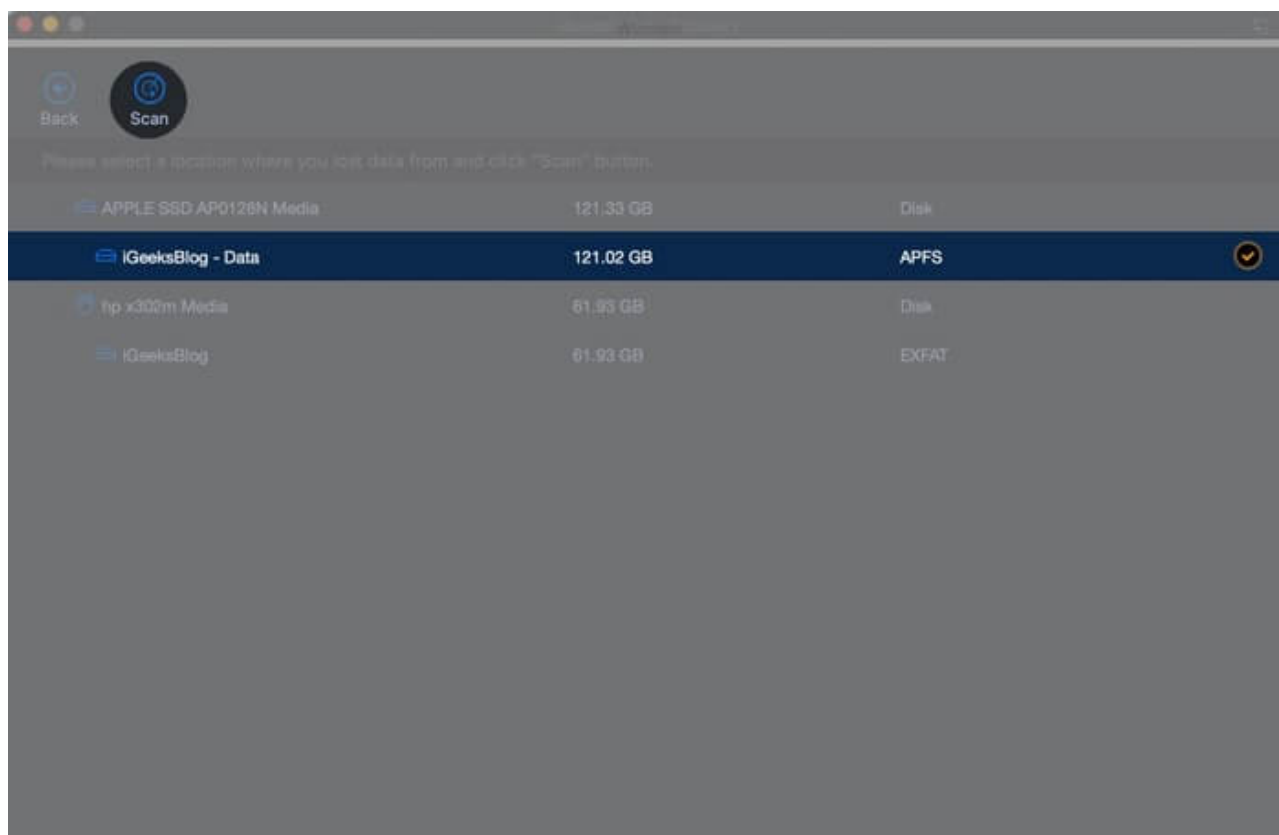 Back
Scan
Please select a location where you lost data from and click "Scan" button.
APPLE SSD AP0128N Media 121.33 GB Disk
iGeeksBlog - Data 121.02 GB APFS
hp x302m Media 61.93 GB Disk
iGeeksBlog 61.93 GB EXFAT